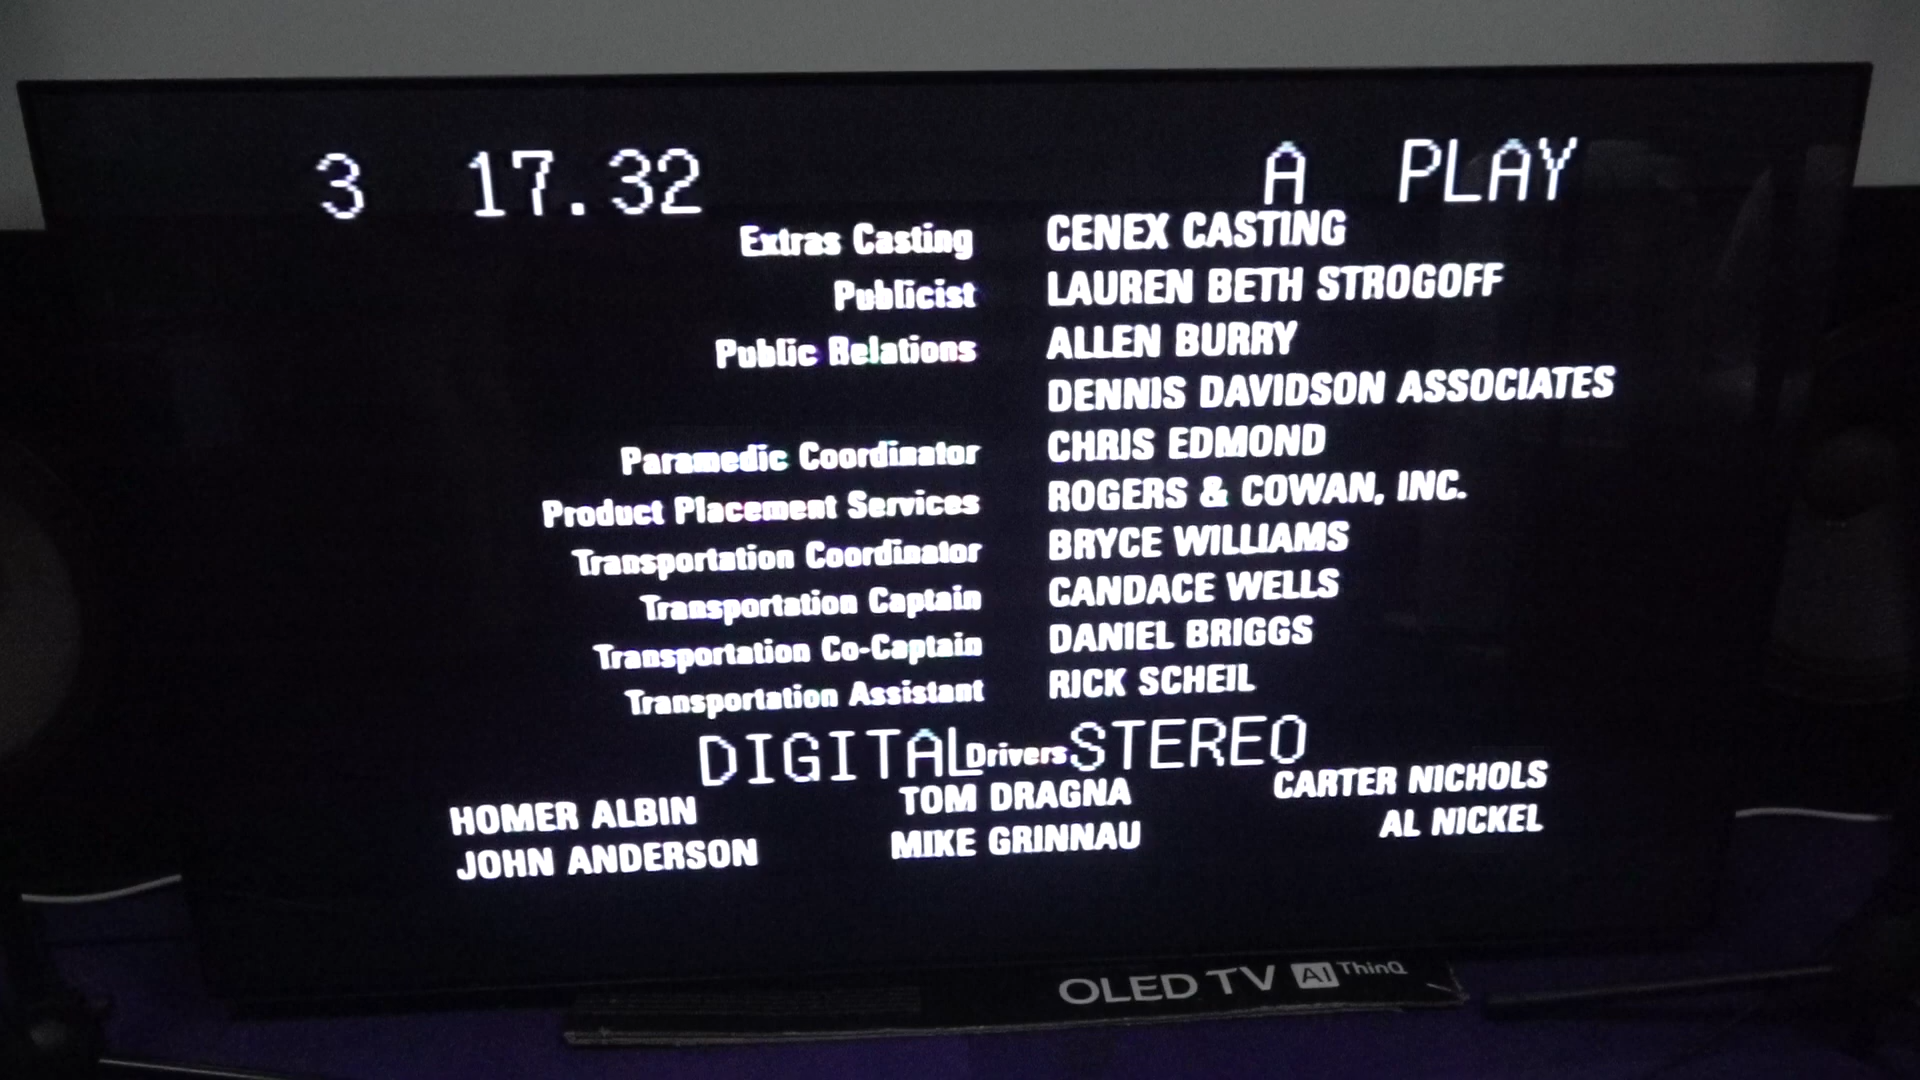 3 17.32 A PLAY
Extras Casting CENEX CASTING
Publicist LAUREN BETH STROGOFF
Public Relations ALLEN BURRY
DENNIS DAVIDSON ASSOCIATES
Paramedic Coordinator CHRIS EDMOND
Product Placement Services ROGERS & COWAN, INC.
Transportation Coordinator BRYCE WILLIAMS
Transportation Captain CANDACE WELLS
Transportation Co-Captain DANIEL BRIGGS
Transportation Assistant RICK SCHEIL
DIGITAL Drivers STEREO
HOMER ALBIN TOM DRAGNA CARTER NICHOLS
JOHN ANDERSON MIKE GRINNAU AL NICKEL
OLED TV AI ThinQ